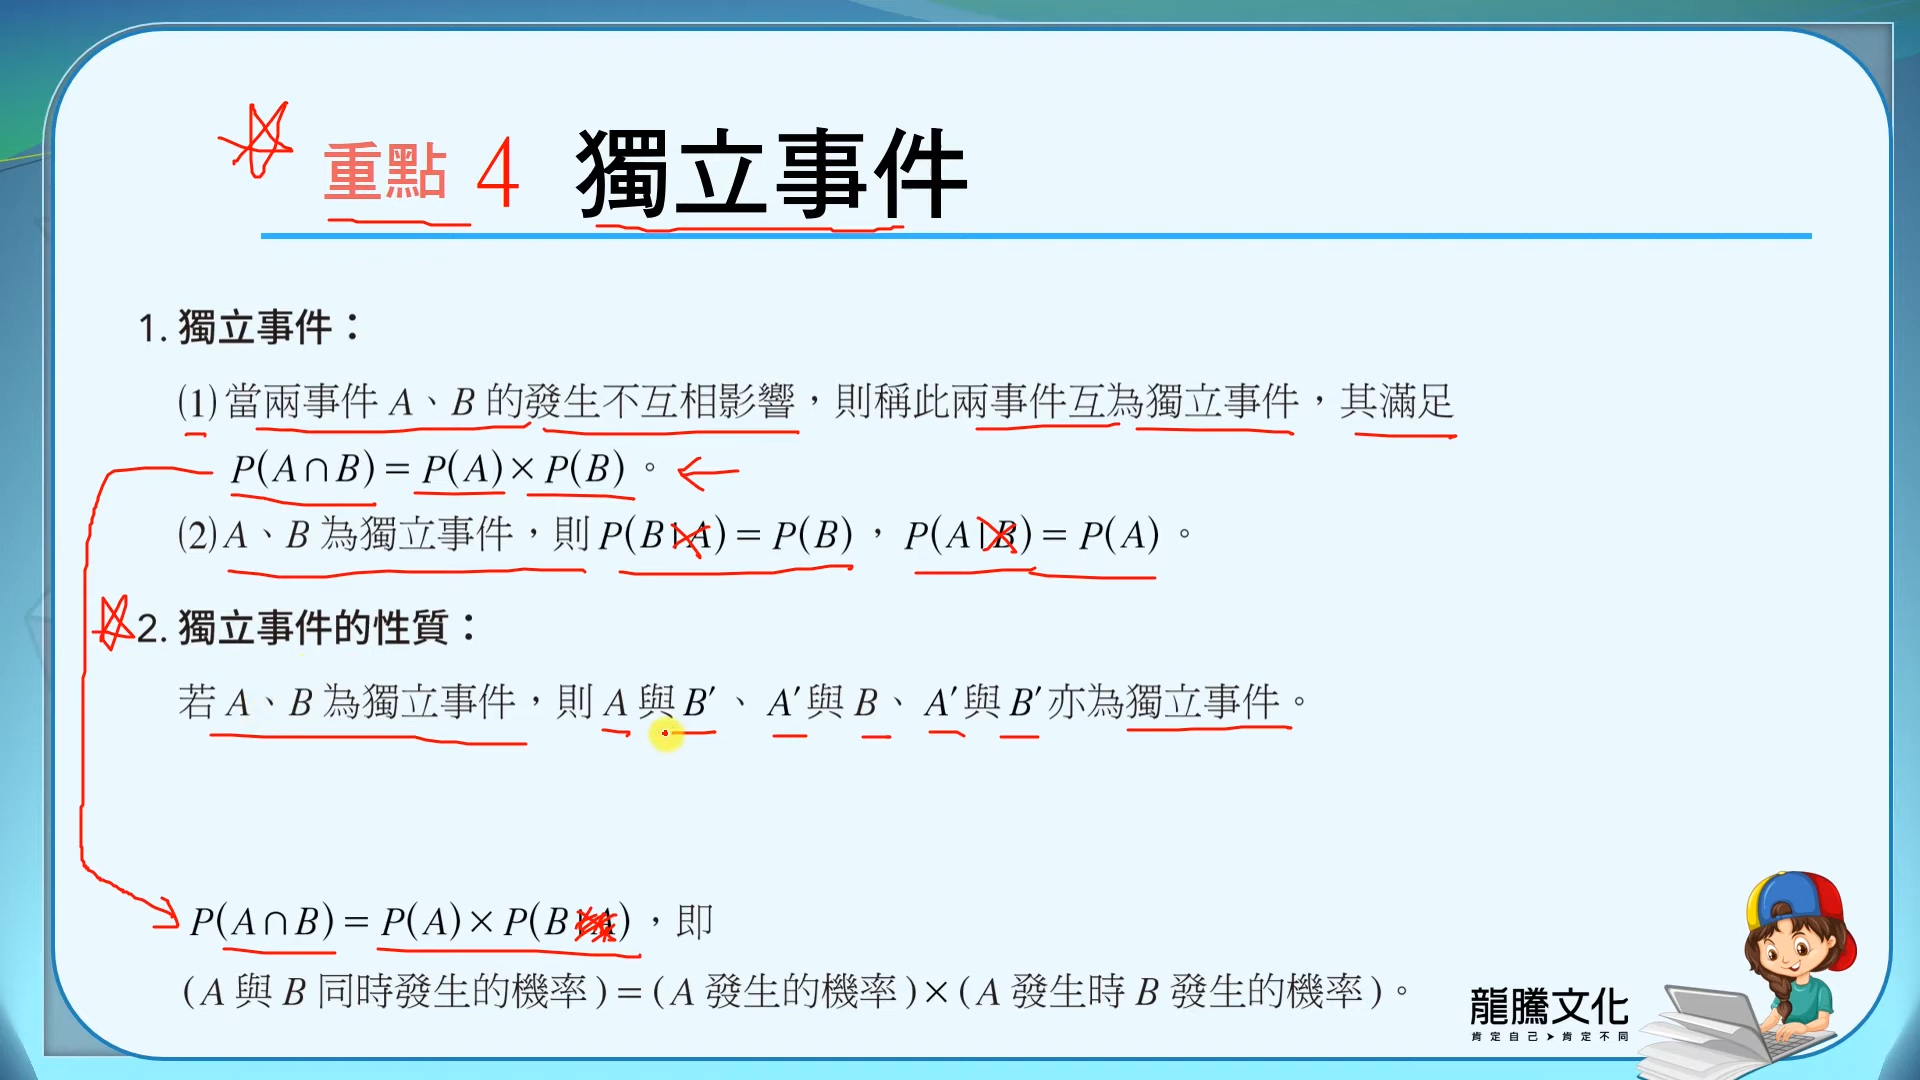 重點 4 獨立事件
1. 獨立事件：
(1)當兩事件 A、B 的發生不互相影響，則稱此兩事件互為獨立事件，其滿足
P(A∩B)＝P(A)×P(B)。
(2)A、B 為獨立事件，則P(B|A)＝P(B)，P(A|B)＝P(A)。
2. 獨立事件的性質：
若 A、B 為獨立事件，則 A 與 B′、A′與 B、A′與 B′亦為獨立事件。
P(A∩B)＝P(A)×P(B|A)，即
(A 與 B 同時發生的機率)＝(A 發生的機率)×(A 發生時 B 發生的機率)。
龍騰文化
肯定自己➤肯定不同